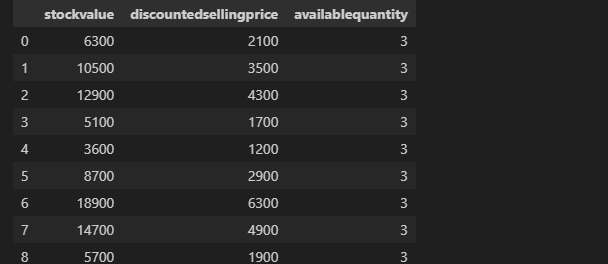 stockvalue discountedsellingprice availablequantity
0 6300 2100 3
1 10500 3500 3
2 12900 4300 3
3 5100 1700 3
4 3600 1200 3
5 8700 2900 3
6 18900 6300 3
7 14700 4900 3
8 5700 1900 3